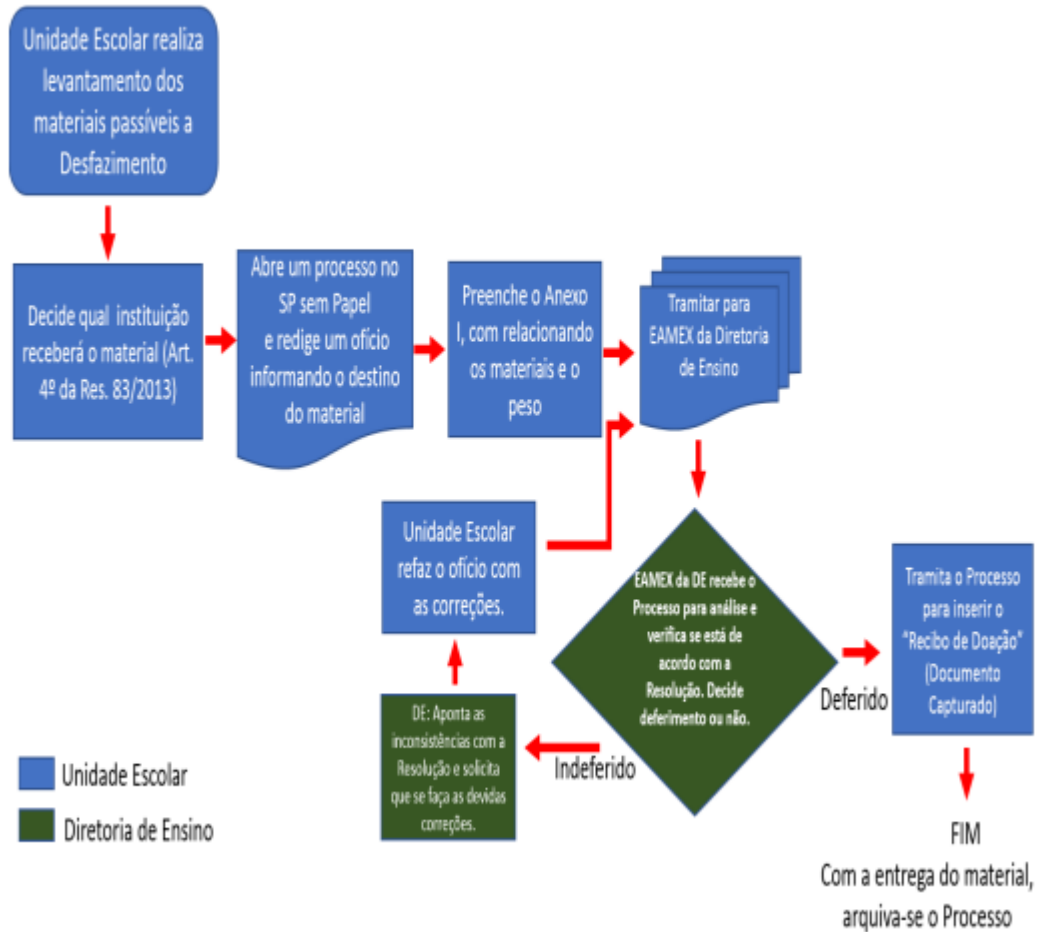 Unidade Escolar realiza
levantamento dos
materiais passíveis a
Desfazimento
Decide qual instituição
receberá o material (Art.
4º da Res. 83/2013)
Abre um processo no
SP sem Papel
e redige um ofício
informando o destino
do material
Preenche o Anexo
I, com relacionando
os materiais e o
peso
Tramitar para
EAMEX da Diretoria
de Ensino
EAMEX da DE recebe o
Processo para análise e
verifica se está de
acordo com a
Resolução. Decide
deferimento ou não.
Deferido
Tramita o Processo
para inserir o
“Recibo de Doação”
(Documento
Capturado)
FIM
Com a entrega do material,
arquiva-se o Processo
Indeferido
DE: Aponta as
inconsistências com a
Resolução e solicita
que se faça as devidas
correções.
Unidade Escolar
refaz o ofício com
as correções.
Unidade Escolar
Diretoria de Ensino